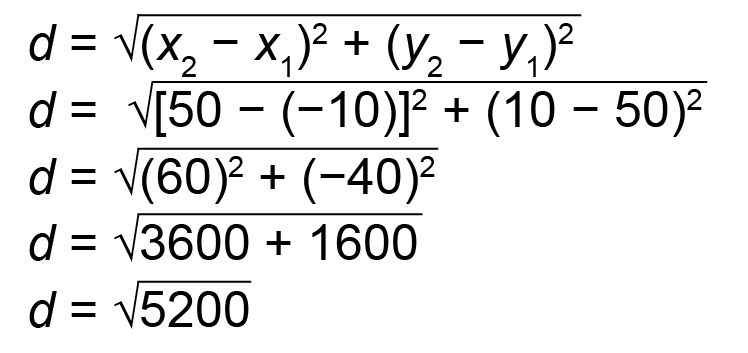 d = √(x₂ − x₁)² + (y₂ − y₁)²
d = √[50 − (−10)]² + (10 − 50)²
d = √(60)² + (−40)²
d = √3600 + 1600
d = √5200